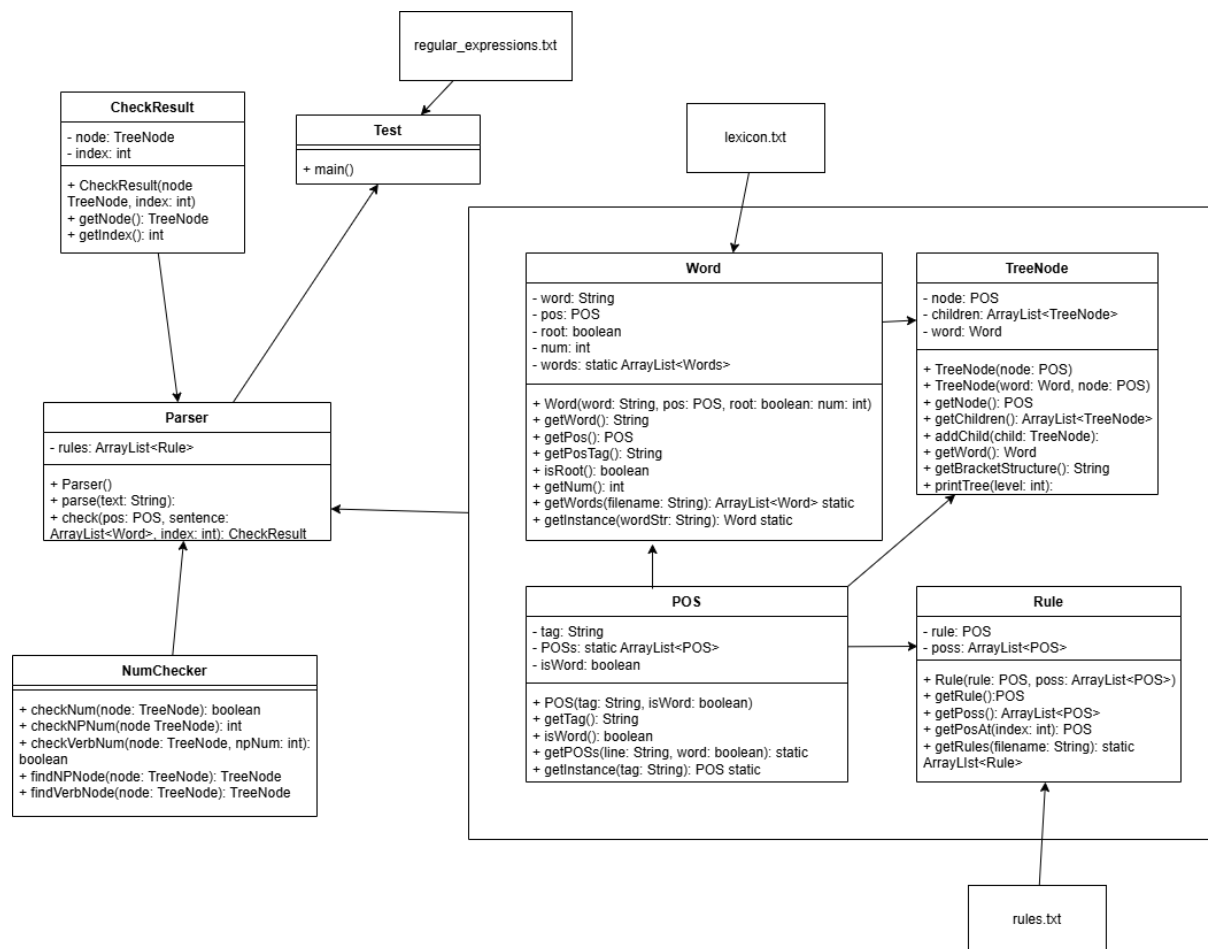 regular_expressions.txt
CheckResult
- node: TreeNode
- index: int
+ CheckResult(node
TreeNode, index: int)
+ getNode(): TreeNode
+ getIndex(): int
Test
+ main()
lexicon.txt
Word
- word: String
- pos: POS
- root: boolean
- num: int
- words: static ArrayList<Words>
+ Word(word: String, pos: POS, root: boolean: num: int)
+ getWord(): String
+ getPos(): POS
+ getPosTag(): String
+ isRoot(): boolean
+ getNum(): int
+ getWords(filename: String): ArrayList<Word> static
+ getInstance(wordStr: String): Word static
TreeNode
- node: POS
- children: ArrayList<TreeNode>
- word: Word
+ TreeNode(node: POS)
+ TreeNode(word: Word, node: POS)
+ getNode(): POS
+ getChildren(): ArrayList<TreeNode>
+ addChild(child: TreeNode):
+ getWord(): Word
+ getBracketStructure(): String
+ printTree(level: int):
Parser
- rules: ArrayList<Rule>
+ Parser()
+ parse(text: String):
+ check(pos: POS, sentence:
ArrayList<Word>, index: int): CheckResult
POS
- tag: String
- POSs: static ArrayList<POS>
- isWord: boolean
+ POS(tag: String, isWord: boolean)
+ getTag(): String
+ isWord(): boolean
+ getPOSs(line: String, word: boolean): static
+ getInstance(tag: String): POS static
Rule
- rule: POS
- poss: ArrayList<POS>
+ Rule(rule: POS, poss: ArrayList<POS>)
+ getRule():POS
+ getPoss(): ArrayList<POS>
+ getPosAt(index: int): POS
+ getRules(filename: String): static
ArrayLIst<Rule>
NumChecker
+ checkNum(node: TreeNode): boolean
+ checkNPNum(node TreeNode): int
+ checkVerbNum(node: TreeNode, npNum: int):
boolean
+ findNPNode(node: TreeNode): TreeNode
+ findVerbNode(node: TreeNode): TreeNode
rules.txt